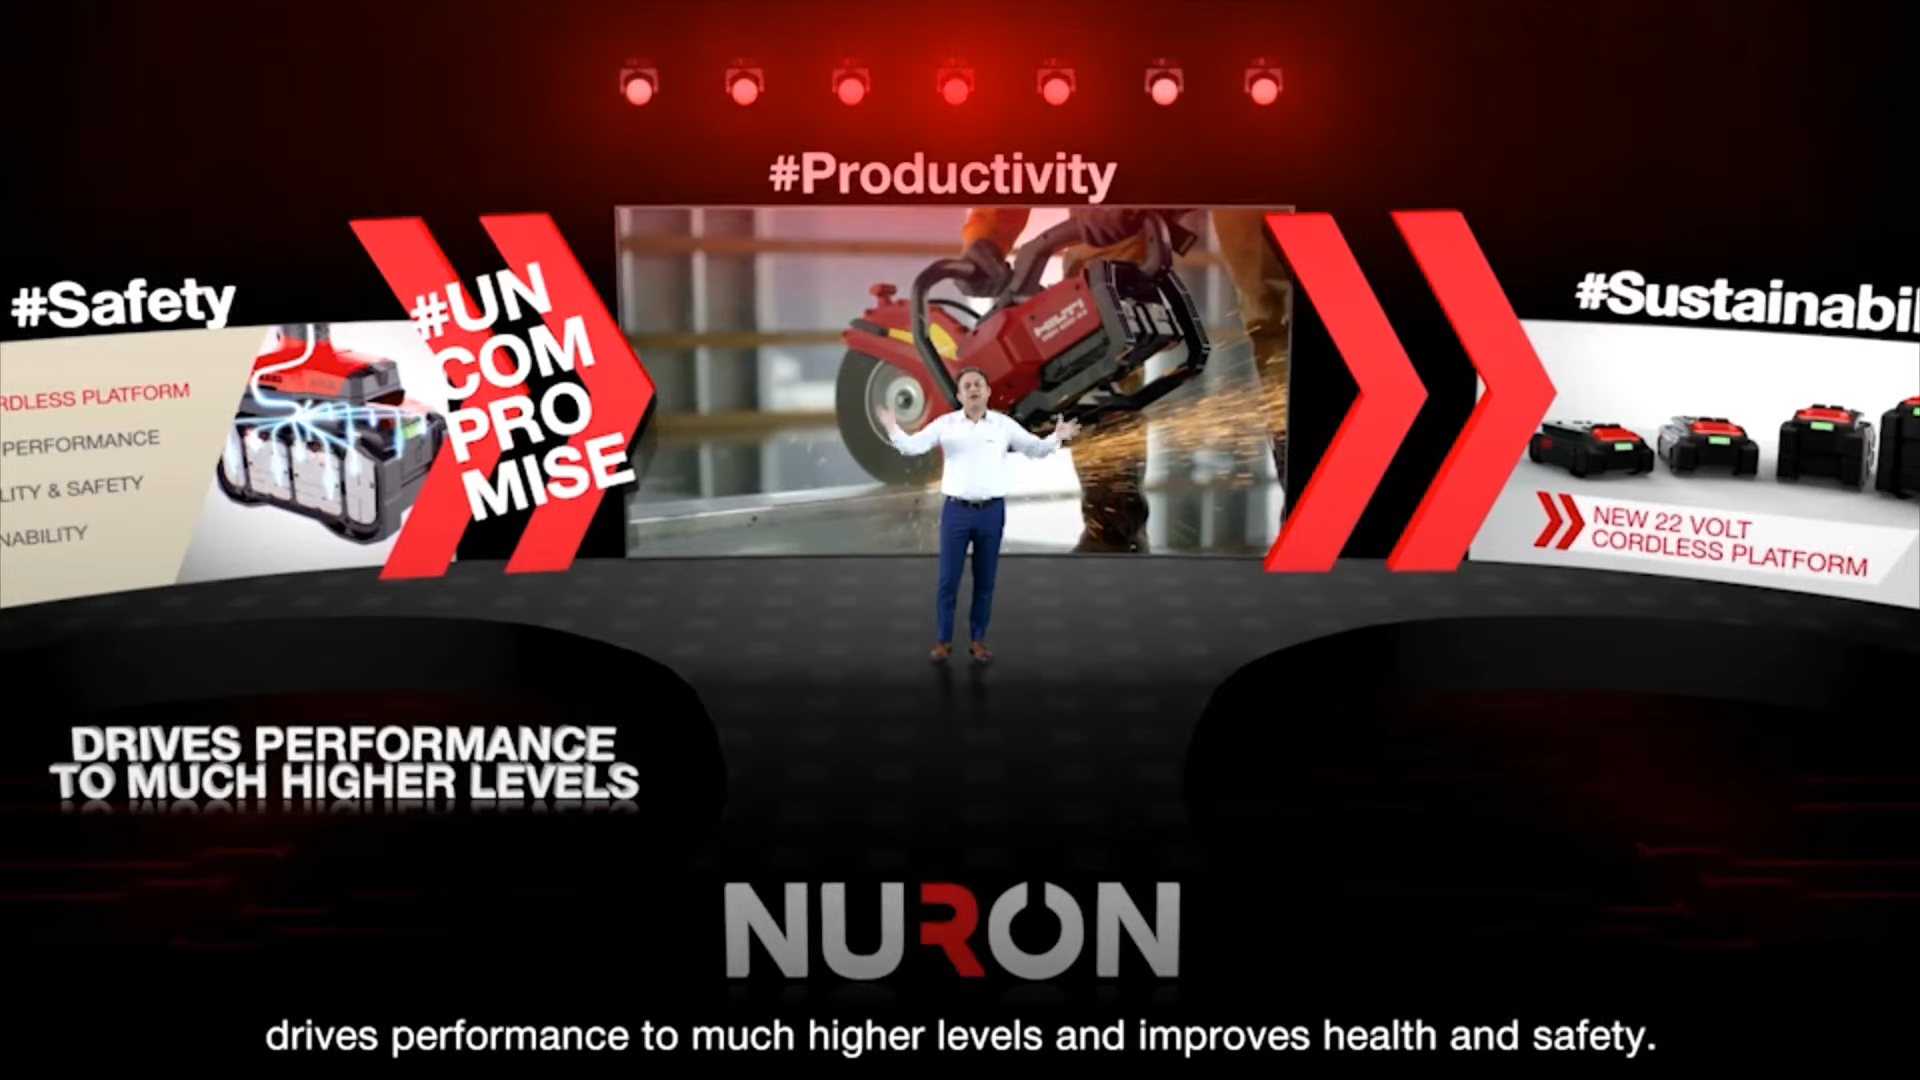 #Productivity
#Safety
#UN
COM
PRO
MISE
#Sustainabil
HILTI
RDLESS PLATFORM
PERFORMANCE
LITY & SAFETY
NABILITY
NEW 22 VOLT
CORDLESS PLATFORM
DRIVES PERFORMANCE
TO MUCH HIGHER LEVELS
NURON
drives performance to much higher levels and improves health and safety.